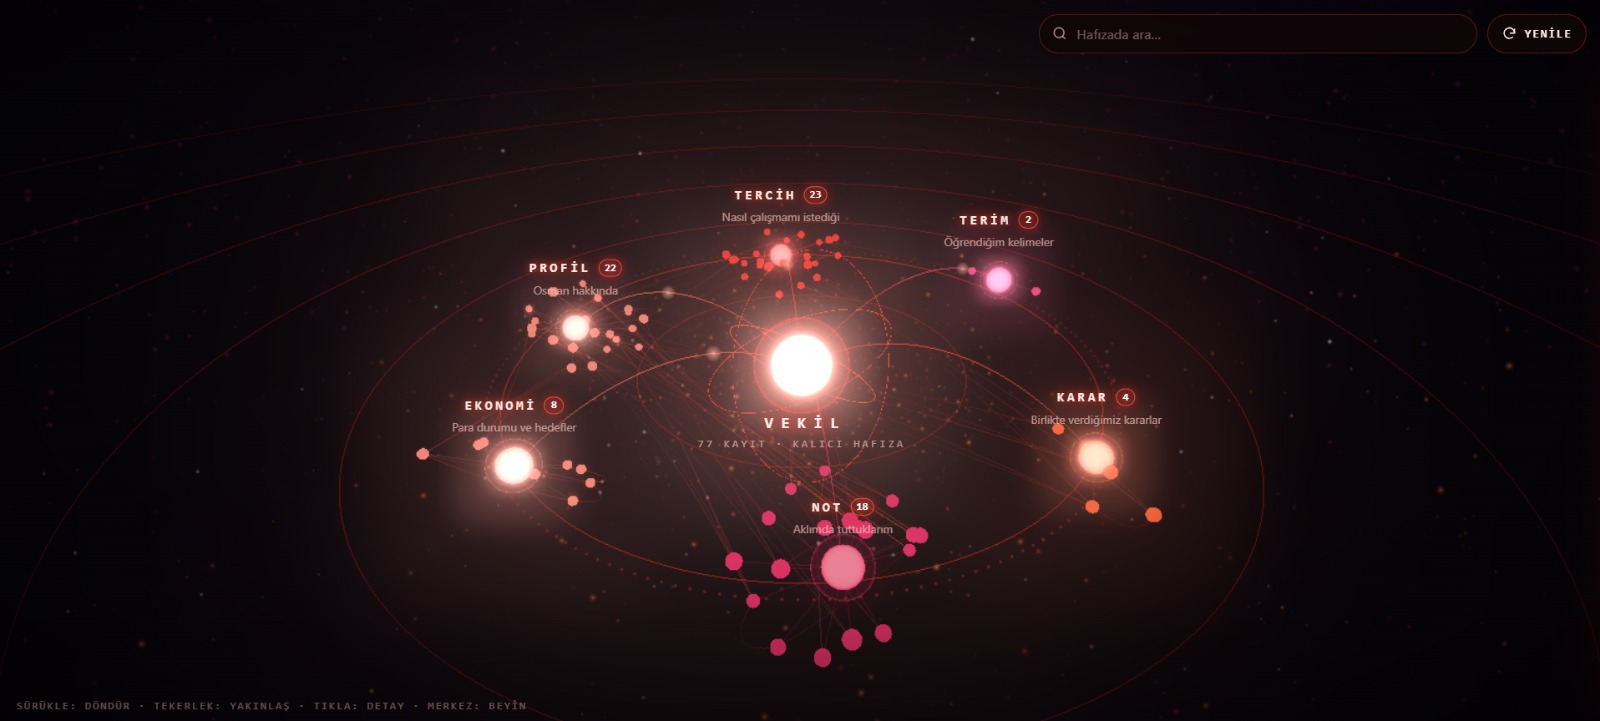 Hafızada ara...
YENİLE
TERCİH 23
Nasıl çalışmamı istediği
TERİM 2
Öğrendiğim kelimeler
PROFİL 22
Osman hakkında
EKONOMİ 8
Para durumu ve hedefler
KARAR 4
Birlikte verdiğimiz kararlar
VEKİL
77 KAYIT · KALICI HAFIZA
NOT 18
Aklımda tuttuklarım
SÜRÜKLE: DÖNDÜR · TEKERLEK: YAKINLAŞ · TIKLA: DETAY · MERKEZ: BEYİN